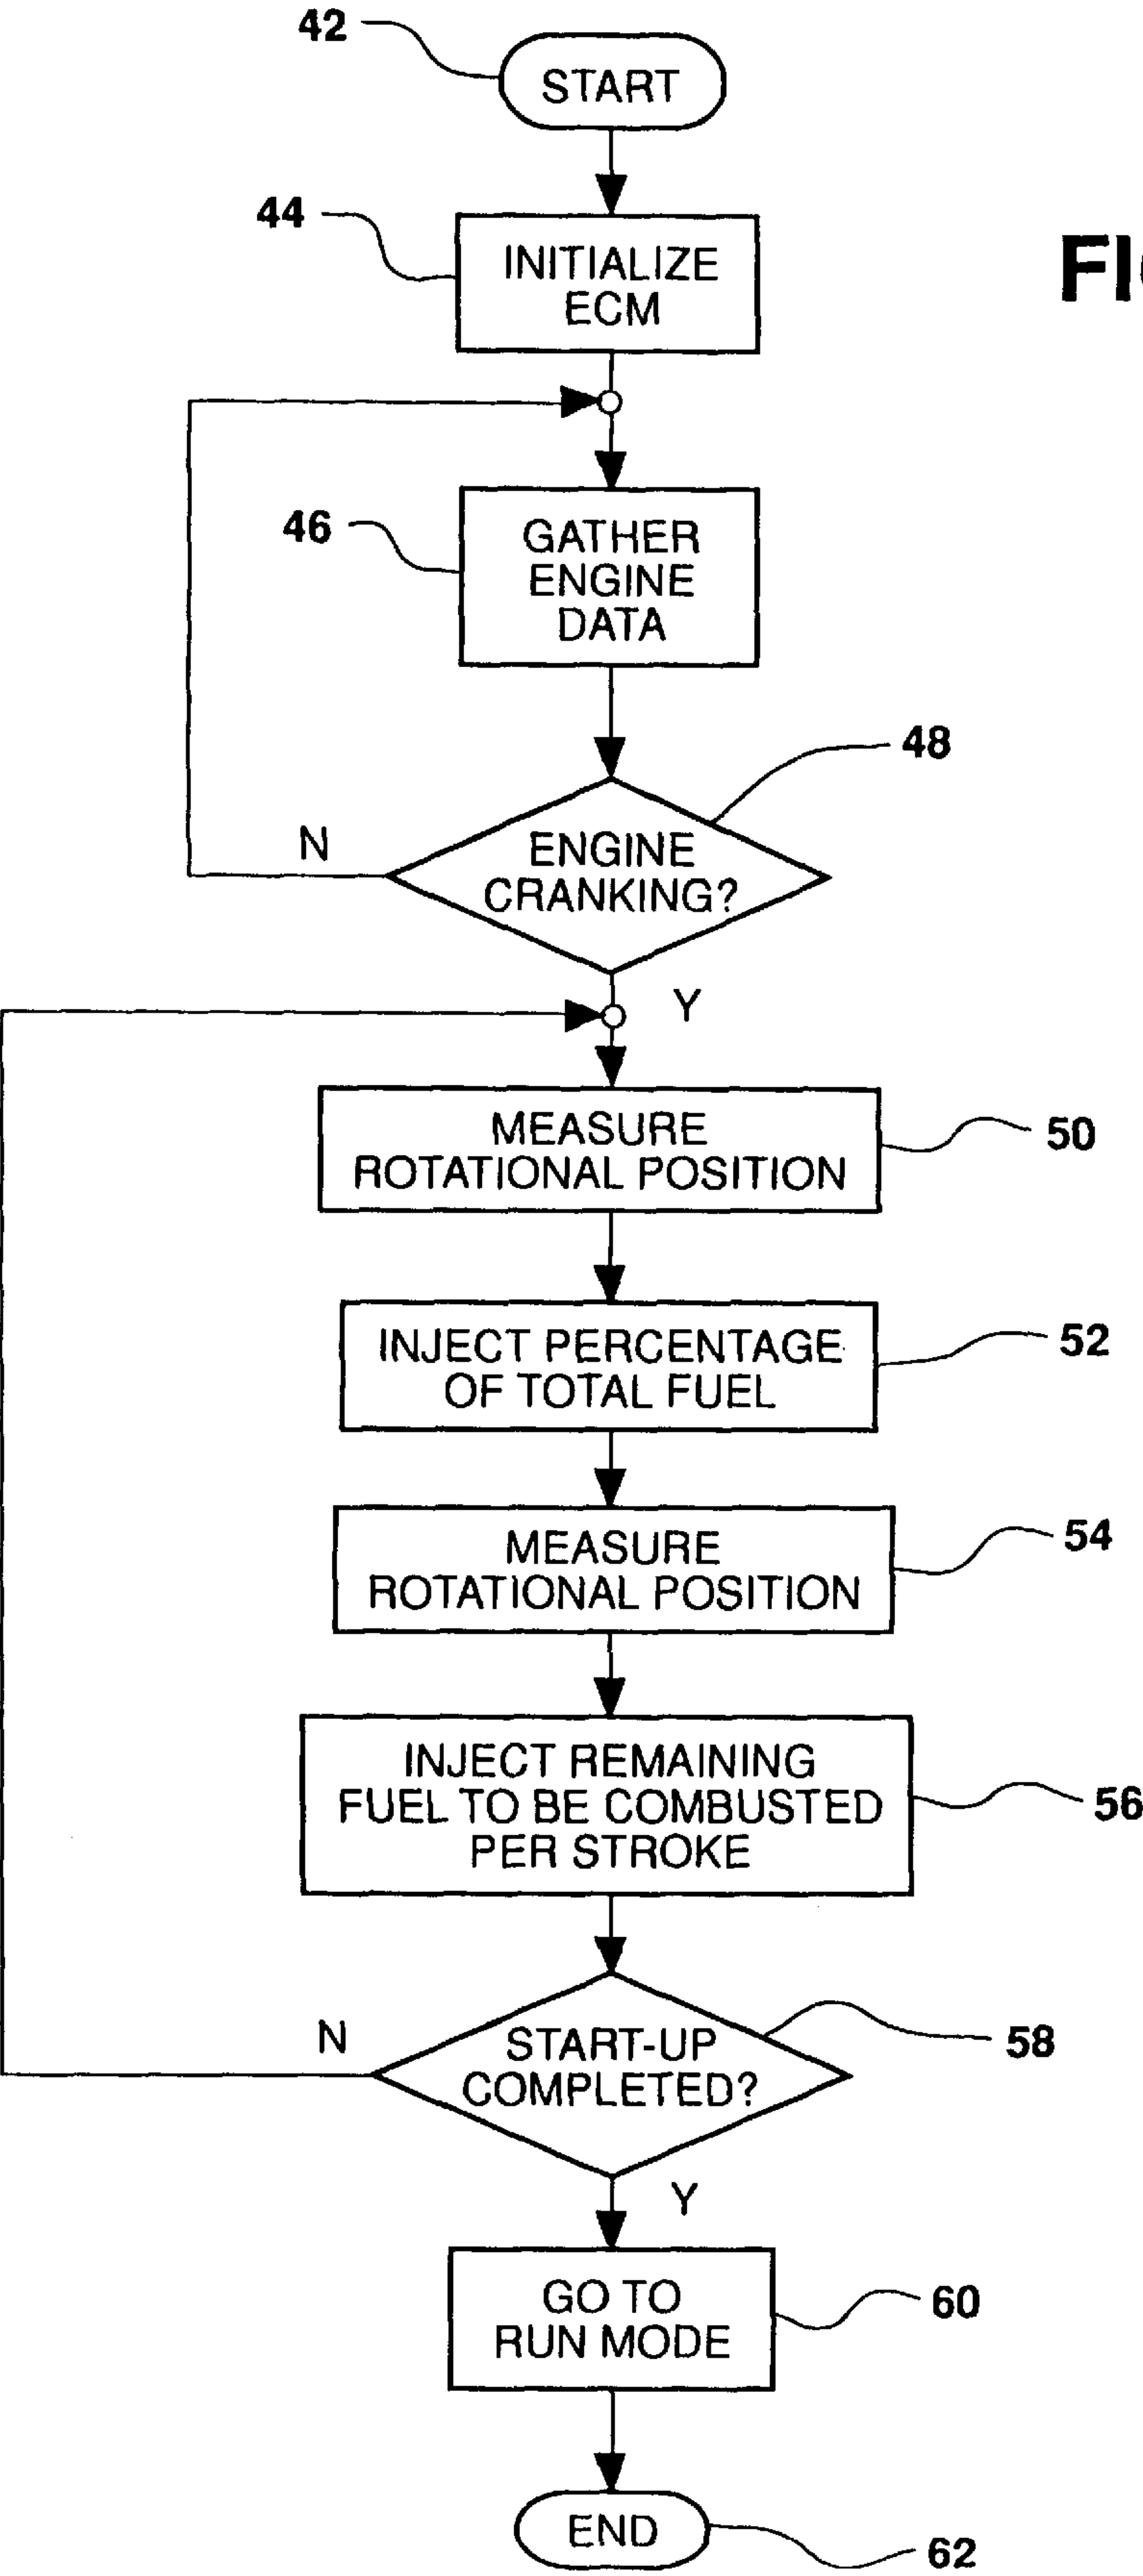 42
START
44
INITIALIZE
ECM
46
GATHER
ENGINE
DATA
48
N
ENGINE
CRANKING?
Y
MEASURE
ROTATIONAL POSITION
50
INJECT PERCENTAGE
OF TOTAL FUEL
52
MEASURE
ROTATIONAL POSITION
54
INJECT REMAINING
FUEL TO BE COMBUSTED
PER STROKE
56
N
START-UP
COMPLETED?
58
Y
GO TO
RUN MODE
60
END
62